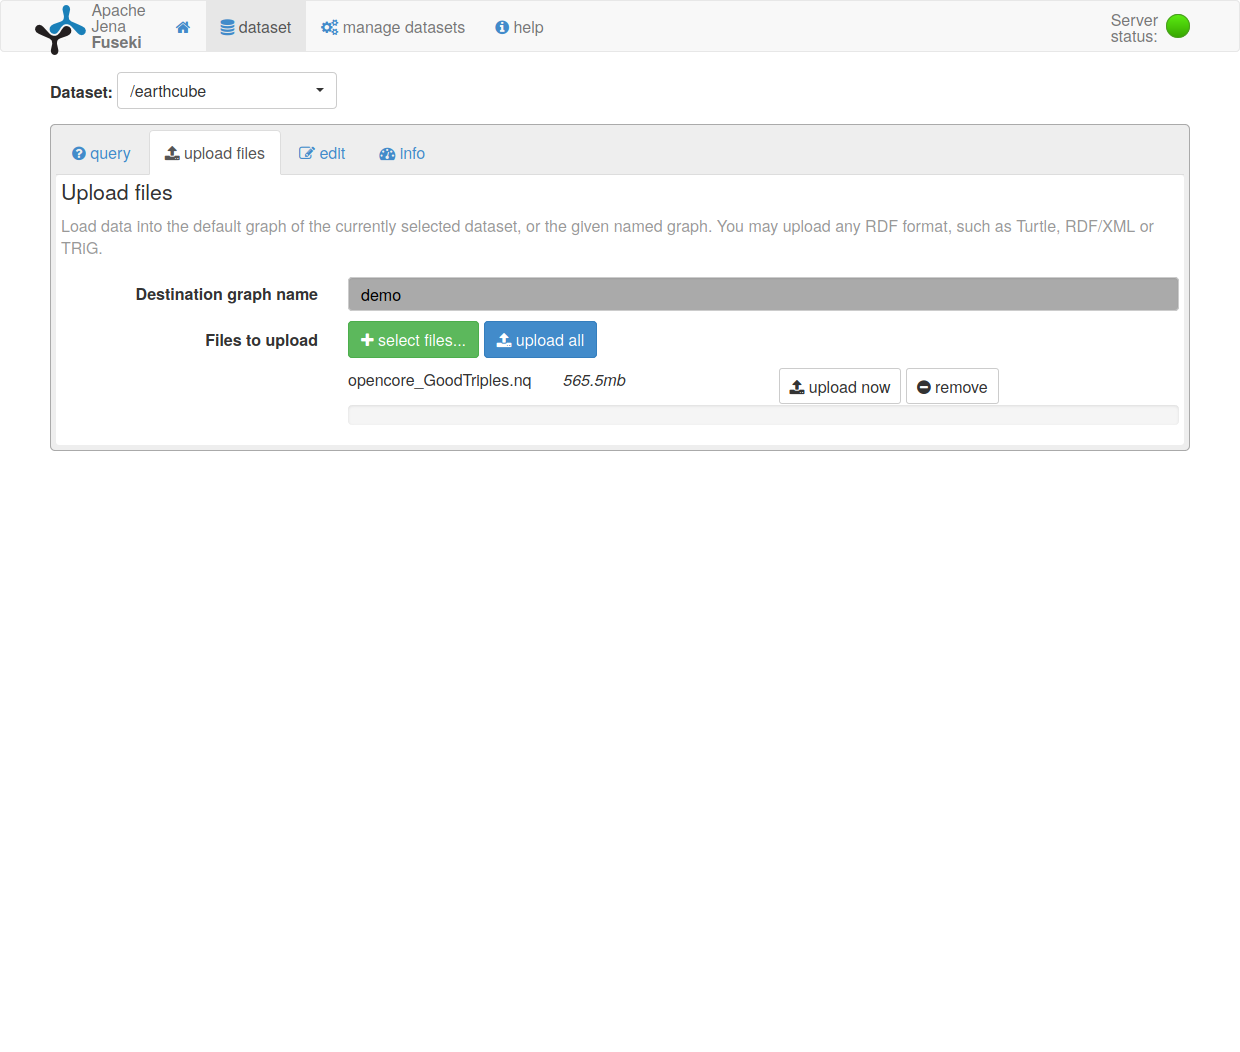 Apache
Jena
Fuseki
dataset
manage datasets
help
Server
status:
Dataset: /earthcube
query
upload files
edit
info
Upload files
Load data into the default graph of the currently selected dataset, or the given named graph. You may upload any RDF format, such as Turtle, RDF/XML or
TRiG.
Destination graph name demo
Files to upload select files... upload all
opencore_GoodTriples.nq 565.5mb upload now remove